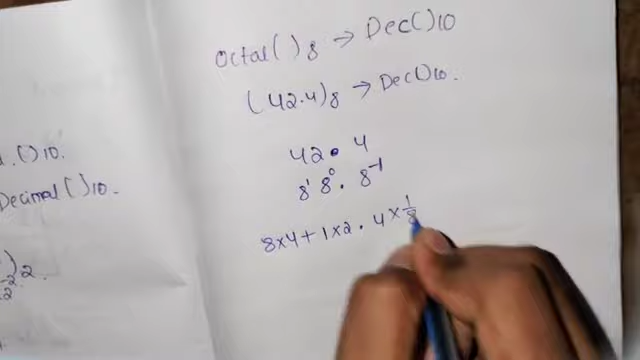 Octal ( )8 → Dec( )10
(42.4)8 → Dec( )10.
42 . 4
8¹ 8⁰ . 8⁻¹
8×4+1×2 . 4×1/8
( )10.
Decimal ( )10.